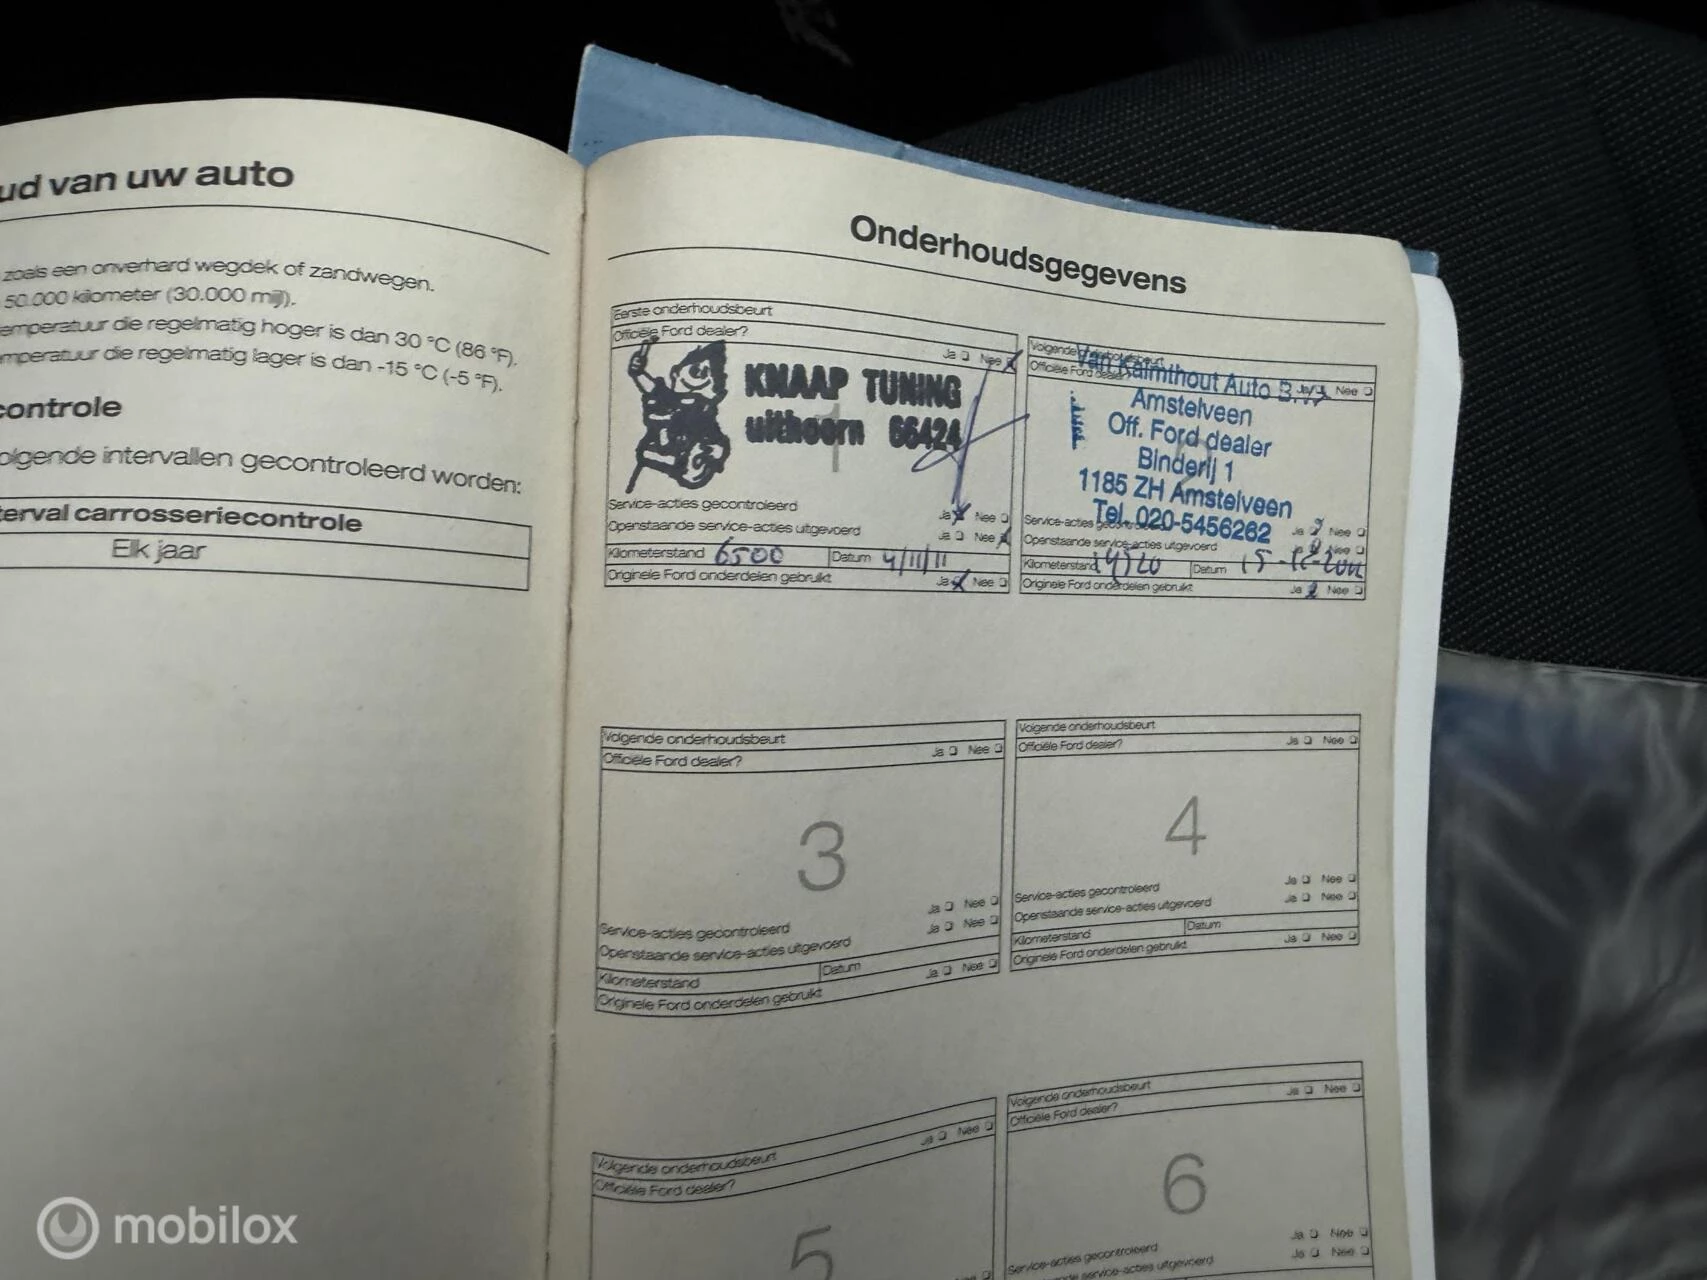 ud van uw auto
zoals een onverhard wegdek of zandwegen.
50.000 kilometer (30.000 mijl).
emperatuur die regelmatig hoger is dan 30 °C (86 °F).
mperatuur die regelmatig lager is dan -15 °C (-5 °F).
controle
olgende intervallen gecontroleerd worden:
terval carrosseriecontrole
Elk jaar
Onderhoudsgegevens
Eerste onderhoudsbeurt
Officiële Ford dealer?
Ja Nee
KNAAP TUNING
uithoorn 66424
1
Service-acties gecontroleerd Ja Nee
Openstaande service-acties uitgevoerd Ja Nee
Kilometerstand 6500 Datum 4/11/11
Originele Ford onderdelen gebruikt Ja Nee
Volgende onderhoudsbeurt
Officiële Ford dealer? Ja Nee
Van Kalmthout Auto B.V.
Amstelveen
Off. Ford dealer
Binderij 1
1185 ZH Amstelveen
Tel. 020-5456262
Service-acties gecontroleerd Ja Nee
Openstaande service-acties uitgevoerd Ja Nee
Kilometerstand Datum
Originele Ford onderdelen gebruikt Ja Nee
Volgende onderhoudsbeurt
Officiële Ford dealer? Ja Nee
3
Service-acties gecontroleerd Ja Nee
Openstaande service-acties uitgevoerd Ja Nee
Kilometerstand Datum
Originele Ford onderdelen gebruikt Ja Nee
Volgende onderhoudsbeurt
Officiële Ford dealer? Ja Nee
4
Service-acties gecontroleerd Ja Nee
Openstaande service-acties uitgevoerd Ja Nee
Kilometerstand Datum
Originele Ford onderdelen gebruikt Ja Nee
Volgende onderhoudsbeurt
Officiële Ford dealer? Ja Nee
5
Nee
Volgende onderhoudsbeurt
Officiële Ford dealer? Ja Nee
6
Service-acties gecontroleerd Ja Nee
Openstaande service-acties uitgevoerd Ja Nee
mobilox